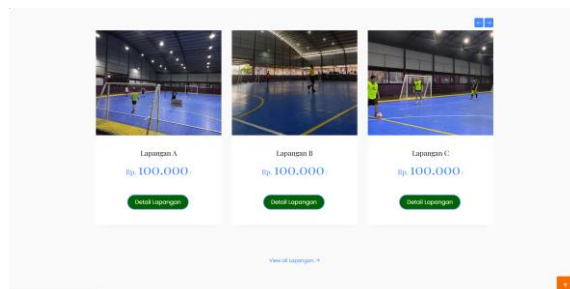 Lapangan A
Rp. 100.000
Detail Lapangan
Lapangan B
Rp. 100.000
Detail Lapangan
Lapangan C
Rp. 100.000
Detail Lapangan
View all Lapangan →